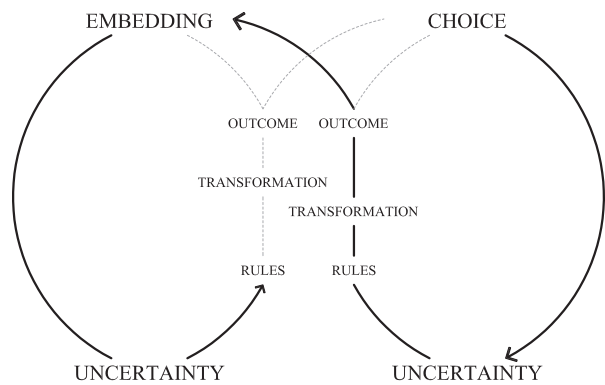 EMBEDDING
CHOICE
OUTCOME
OUTCOME
TRANSFORMATION
TRANSFORMATION
RULES
RULES
UNCERTAINTY
UNCERTAINTY